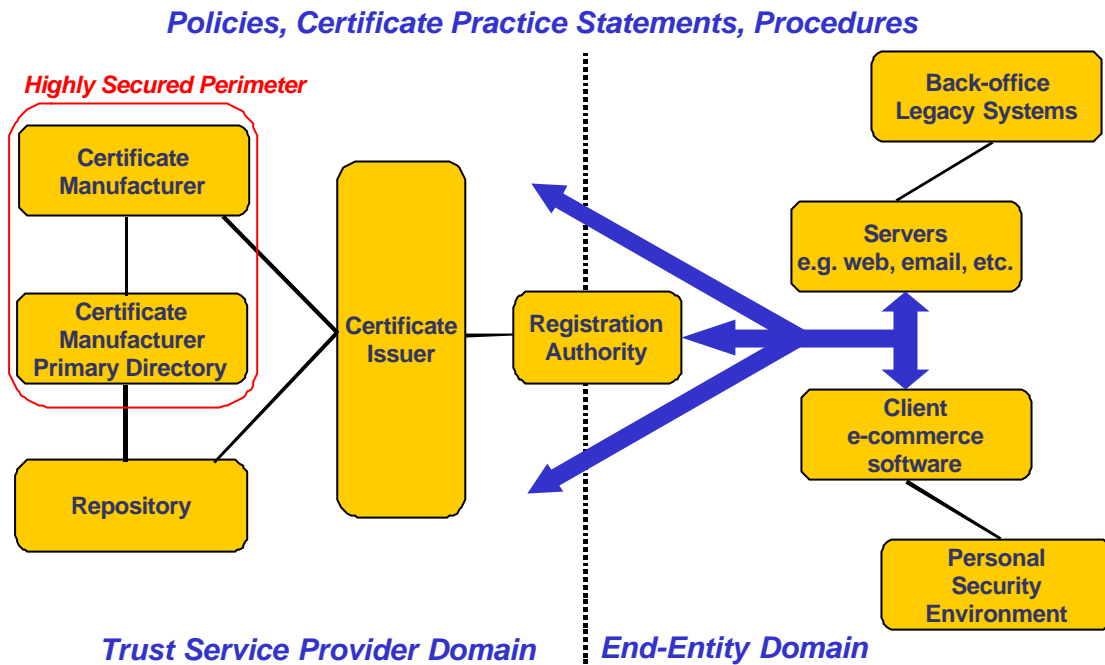 Policies, Certificate Practice Statements, Procedures
Highly Secured Perimeter
Certificate
Manufacturer
Certificate
Manufacturer
Primary Directory
Repository
Certificate
Issuer
Registration
Authority
Back-office
Legacy Systems
Servers
e.g. web, email, etc.
Client
e-commerce
software
Personal
Security
Environment
Trust Service Provider Domain
End-Entity Domain